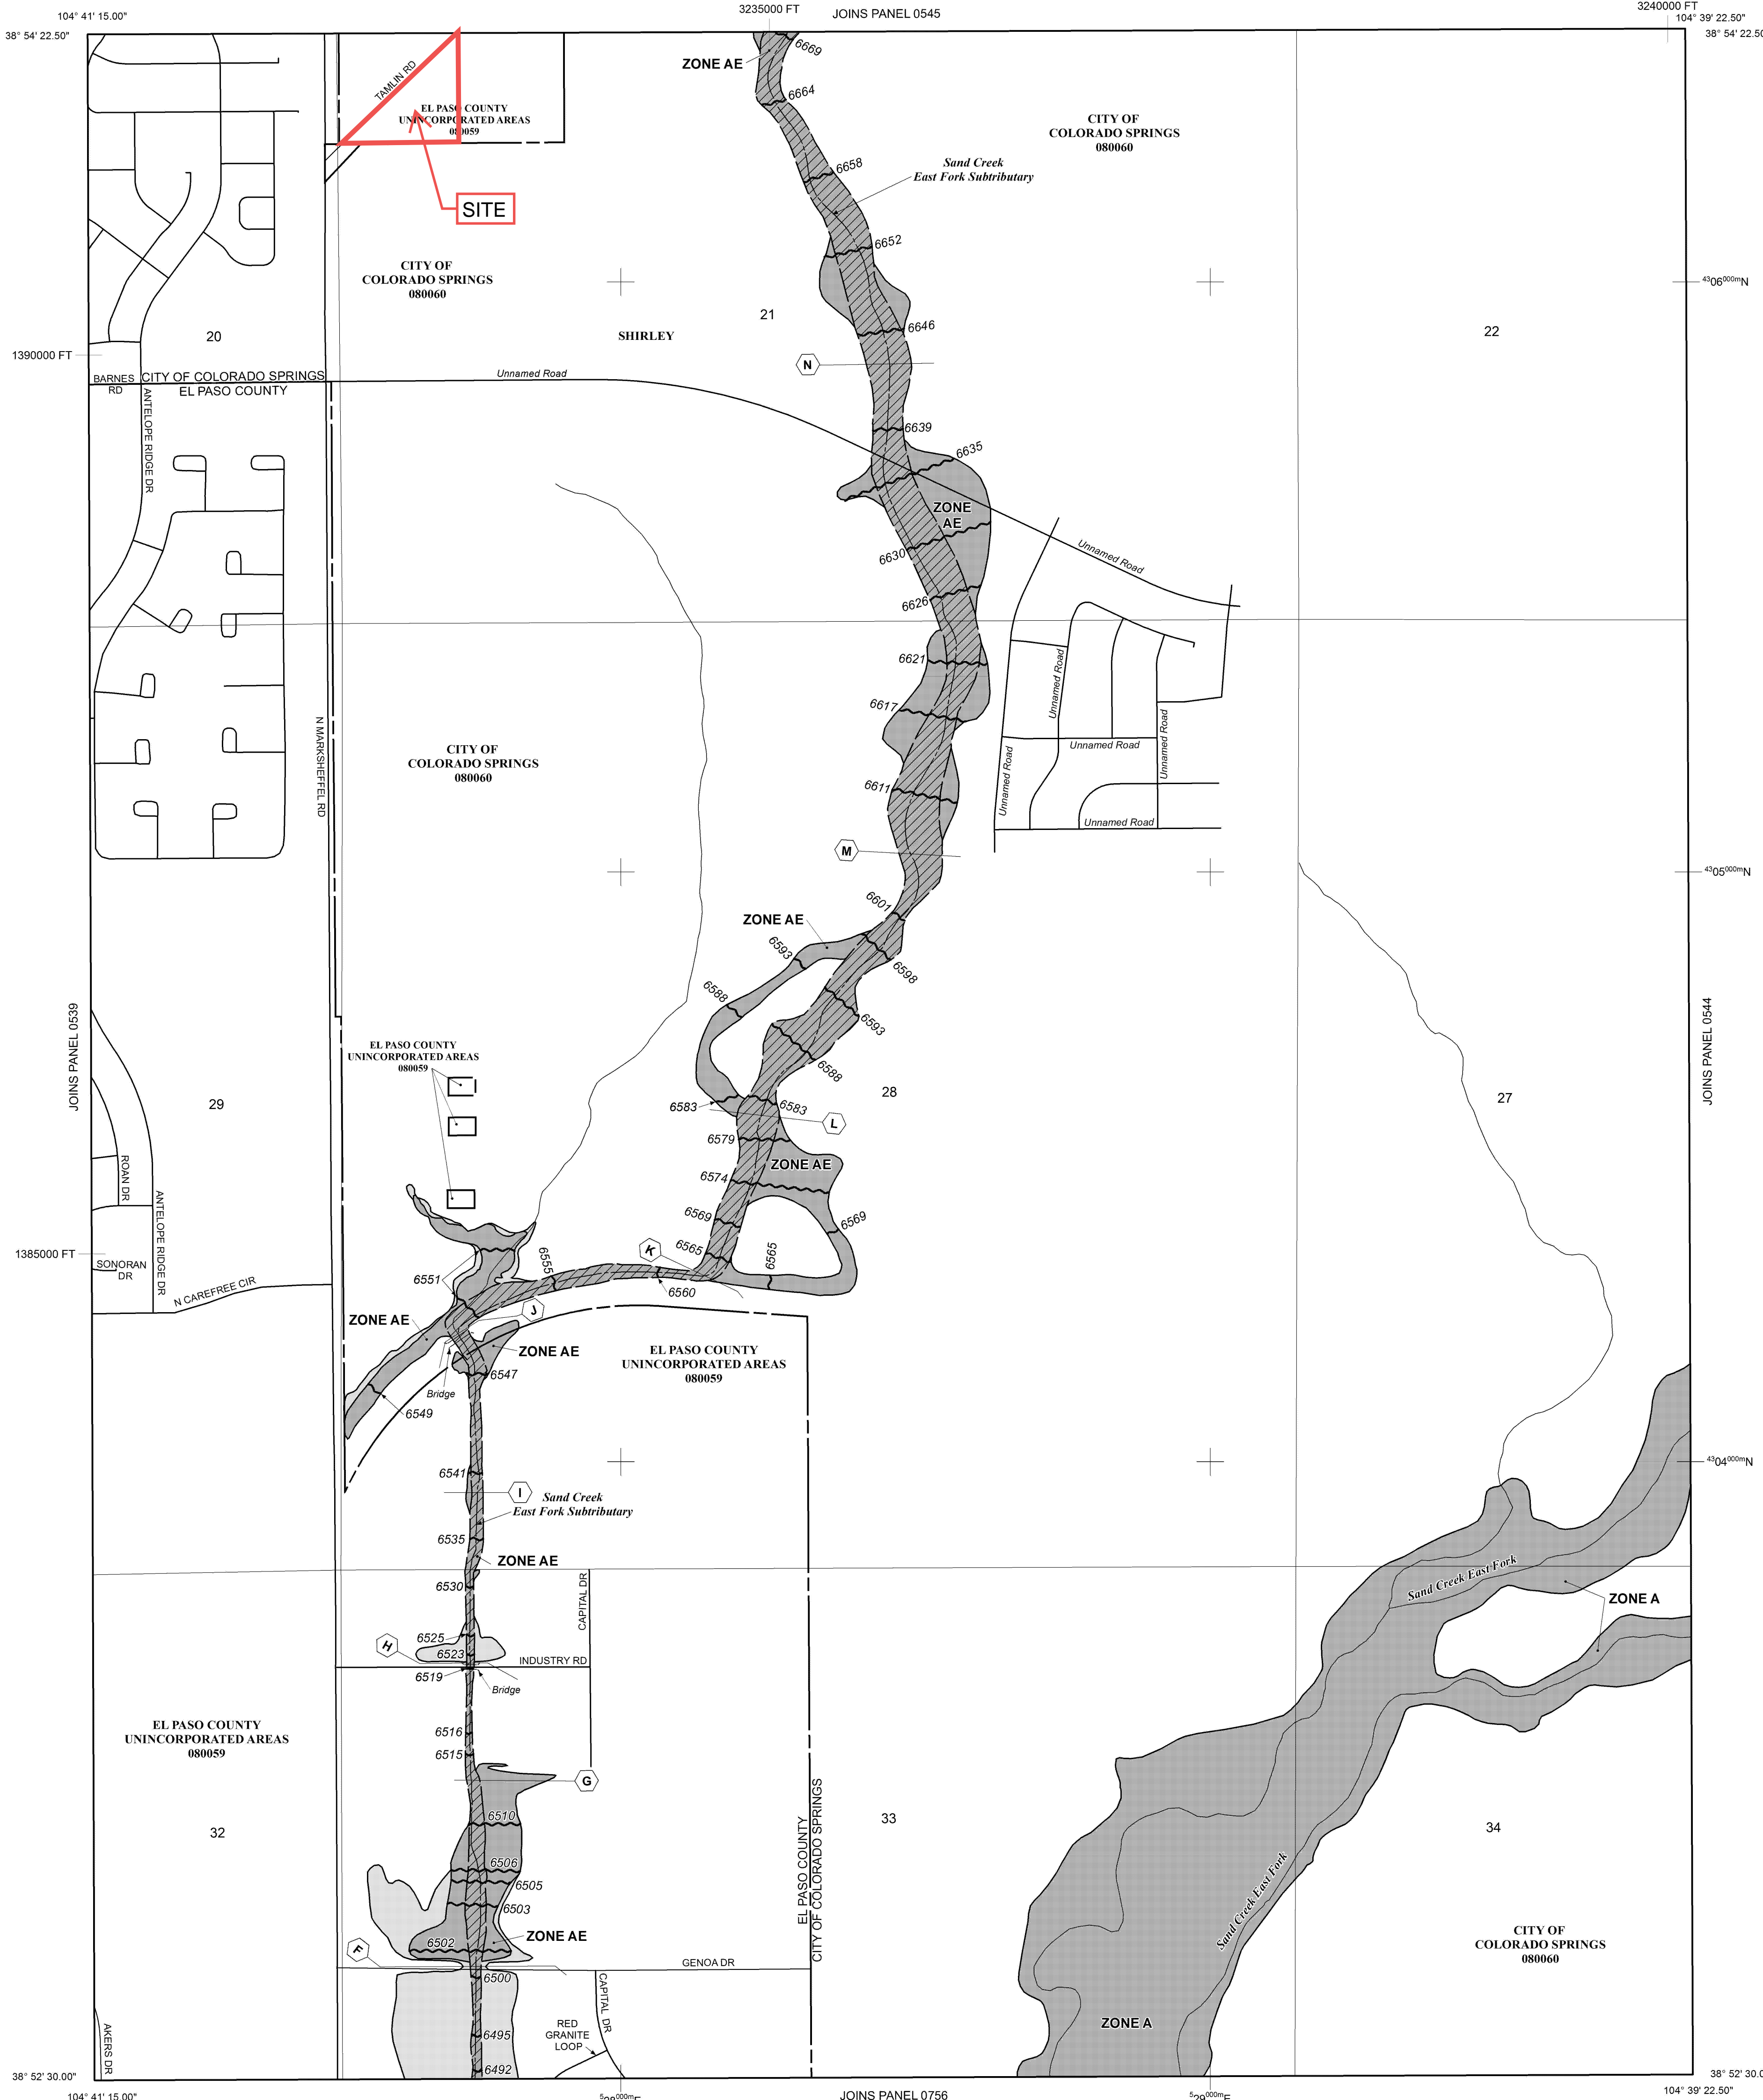 3235000 FT
JOINS PANEL 0545
3240000 FT
104° 41' 15.00"
104° 39' 22.50"
38° 54' 22.50"
38° 54' 22.50
6669
ZONE AE
TAMLIN RD
6664
EL PASO COUNTY
UNINCORPORATED AREAS
080059
CITY OF
COLORADO SPRINGS
080060
6658
Sand Creek
East Fork Subtributary
SITE
6652
CITY OF
COLORADO SPRINGS
080060
4306000mN
21
20
SHIRLEY
6646
22
1390000 FT
N
BARNES
RD
CITY OF COLORADO SPRINGS
EL PASO COUNTY
Unnamed Road
ANTELOPE RIDGE DR
6639
6635
ZONE
AE
6630
Unnamed Road
6626
6621
Unnamed Road
6617
N MARKSHEFFEL RD
CITY OF
COLORADO SPRINGS
080060
Unnamed Road
Unnamed Road
Unnamed Road
6611
Unnamed Road
M
4305000mN
6601
ZONE AE
6593
6598
6588
6593
JOINS PANEL 0539
JOINS PANEL 0544
EL PASO COUNTY
UNINCORPORATED AREAS
080059
6588
28
29
27
6583
6583
L
6579
ZONE AE
ROAN DR
6574
ANTELOPE RIDGE DR
6569
6569
1385000 FT
K
6565
6565
6555
SONORAN
DR
6551
N CAREFREE CIR
6560
J
ZONE AE
ZONE AE
EL PASO COUNTY
UNINCORPORATED AREAS
080059
6547
Bridge
6549
4304000mN
6541
I
Sand Creek
East Fork Subtributary
6535
ZONE AE
6530
CAPITAL DR
Sand Creek East Fork
ZONE A
6525
H
6523
INDUSTRY RD
6519
Bridge
EL PASO COUNTY
UNINCORPORATED AREAS
080059
6516
6515
G
6510
32
33
34
EL PASO COUNTY
CITY OF COLORADO SPRINGS
6506
6505
6503
Sand Creek East Fork
ZONE AE
6502
F
CITY OF
COLORADO SPRINGS
080060
GENOA DR
6500
CAPITAL DR
AKERS DR
RED
GRANITE
LOOP
6495
ZONE A
6492
38° 52' 30.00"
38° 52' 30.0
104° 41' 15.00"
528000mE
JOINS PANEL 0756
529000mE
104° 39' 22.50"